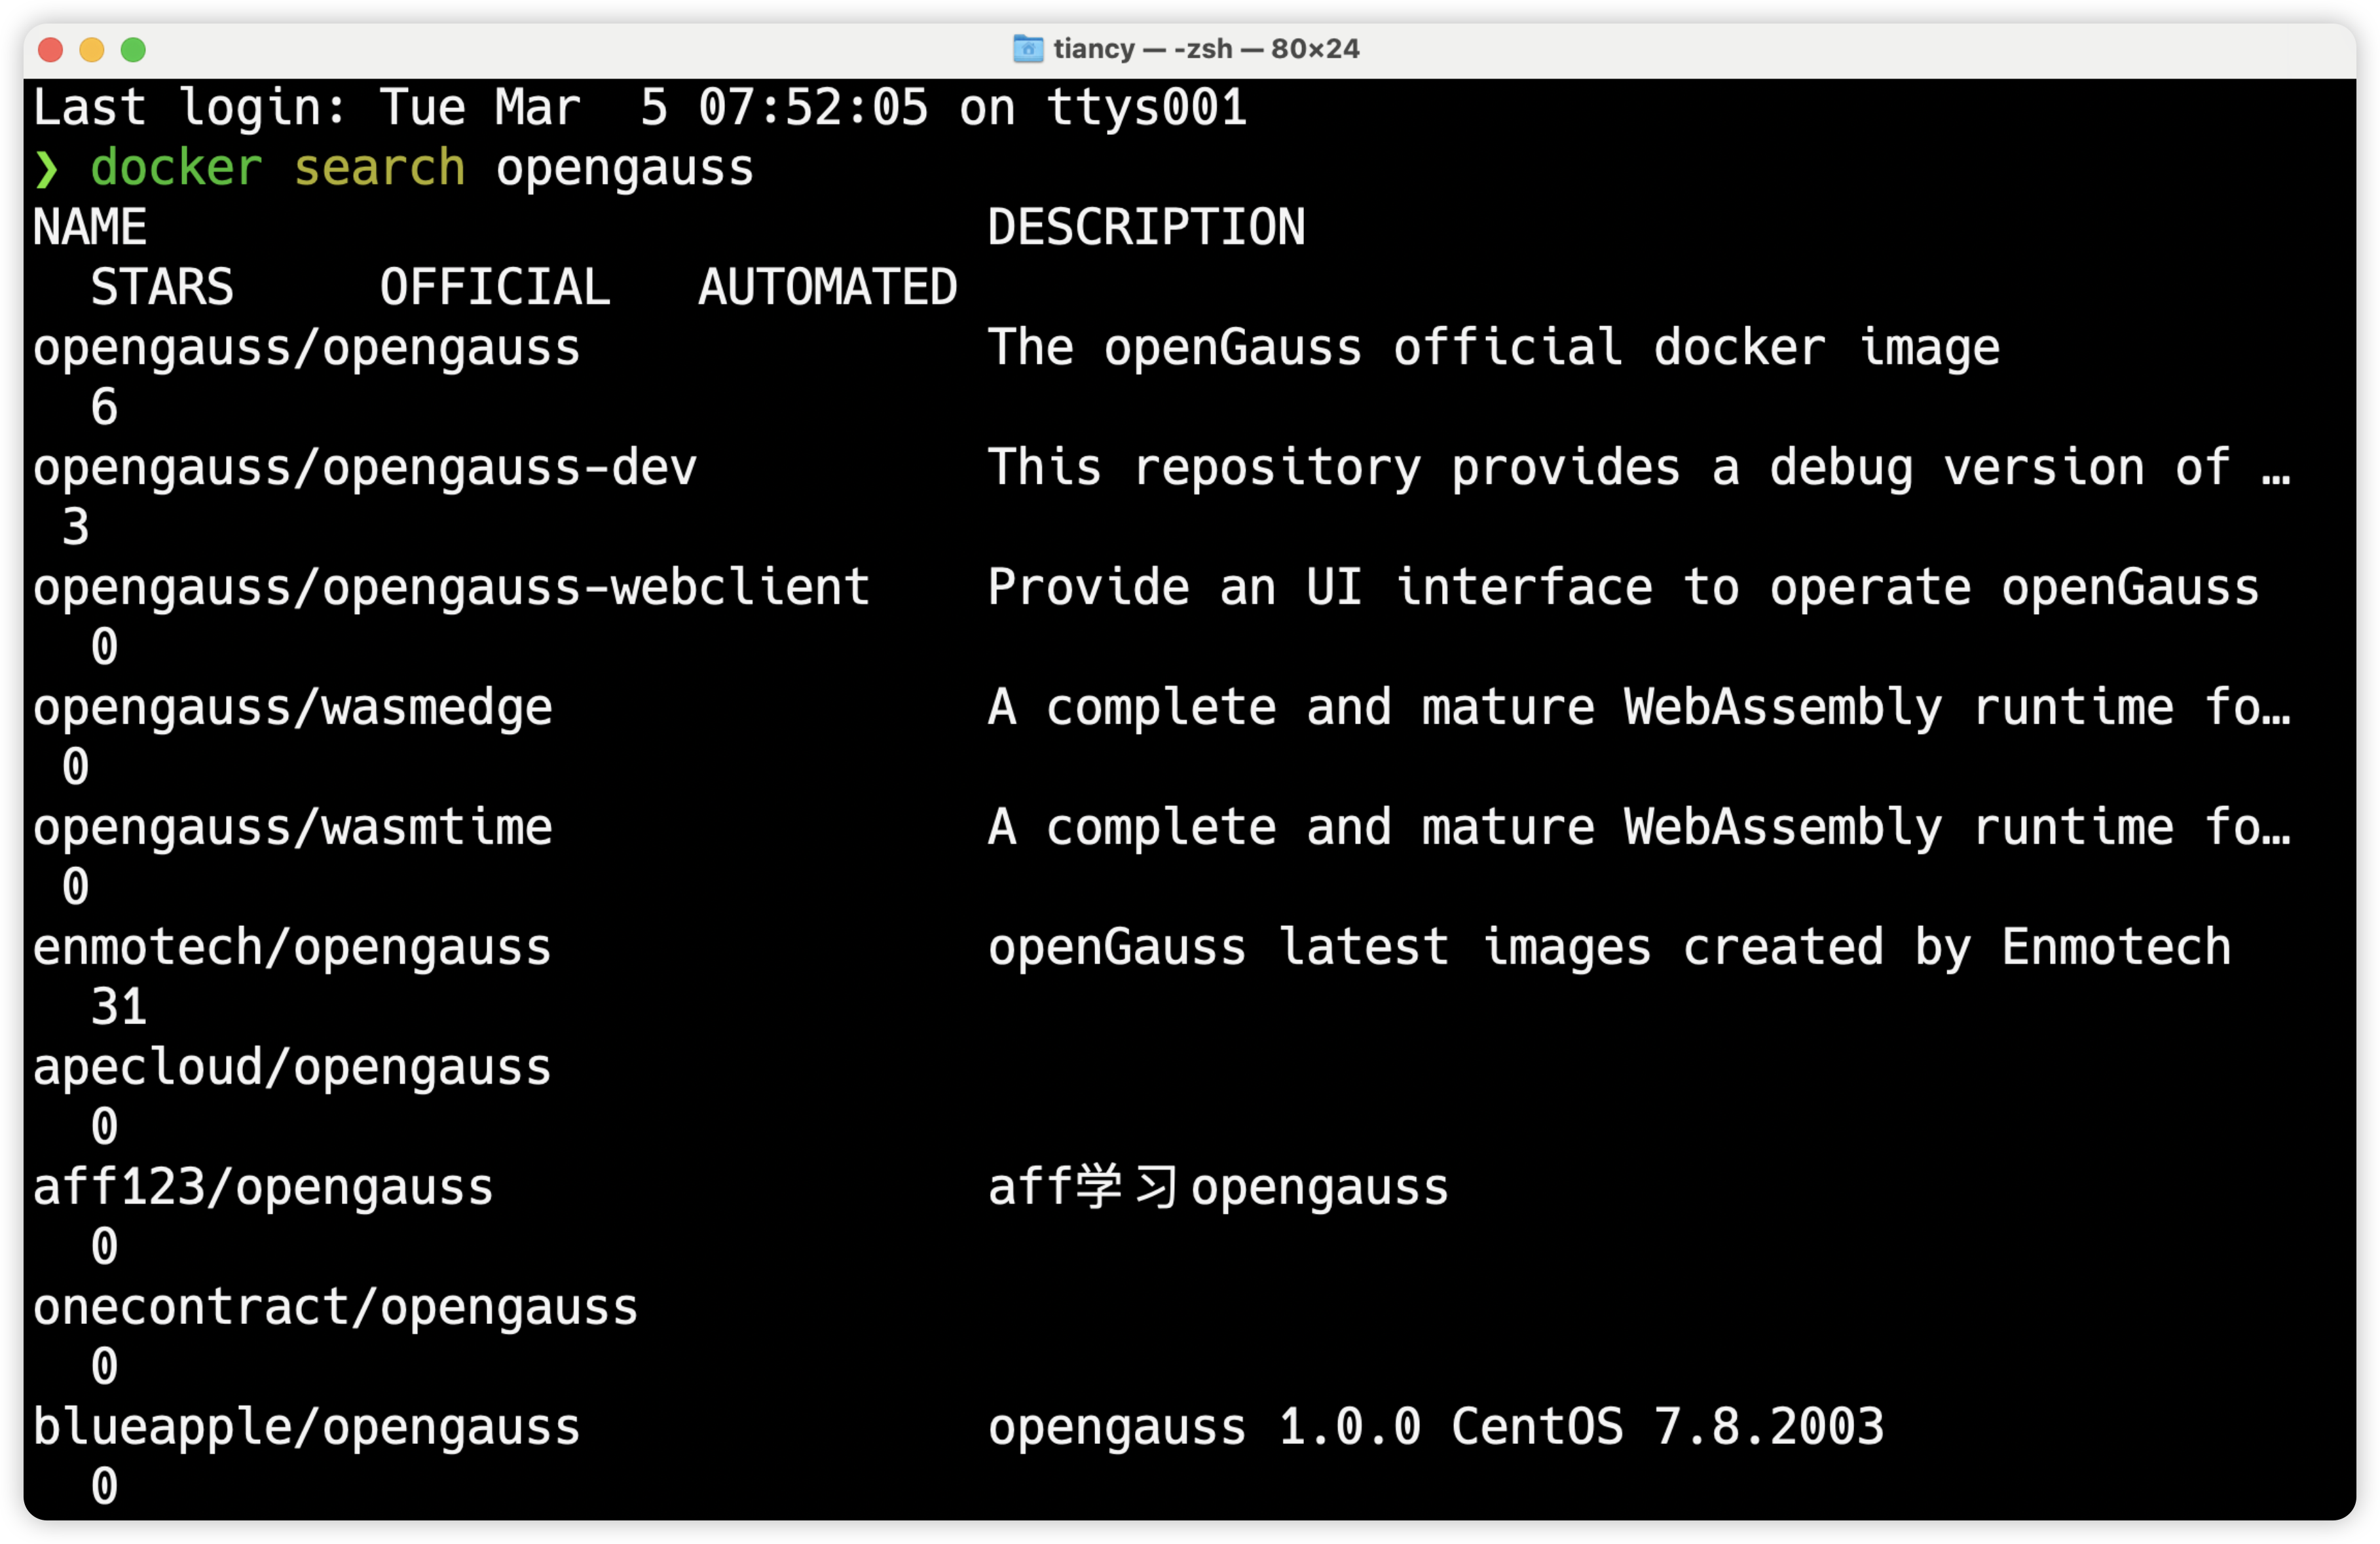 tiancy — -zsh — 80×24
Last login: Tue Mar  5 07:52:05 on ttys001
❯ docker search opengauss
NAME                             DESCRIPTION
  STARS     OFFICIAL   AUTOMATED
opengauss/opengauss              The openGauss official docker image
  6
opengauss/opengauss-dev          This repository provides a debug version of …
 3
opengauss/opengauss-webclient    Provide an UI interface to operate openGauss
  0
opengauss/wasmedge               A complete and mature WebAssembly runtime fo…
 0
opengauss/wasmtime               A complete and mature WebAssembly runtime fo…
 0
enmotech/opengauss               openGauss latest images created by Enmotech
  31
apecloud/opengauss
  0
aff123/opengauss                 aff学习opengauss
  0
onecontract/opengauss
  0
blueapple/opengauss              opengauss 1.0.0 CentOS 7.8.2003
  0